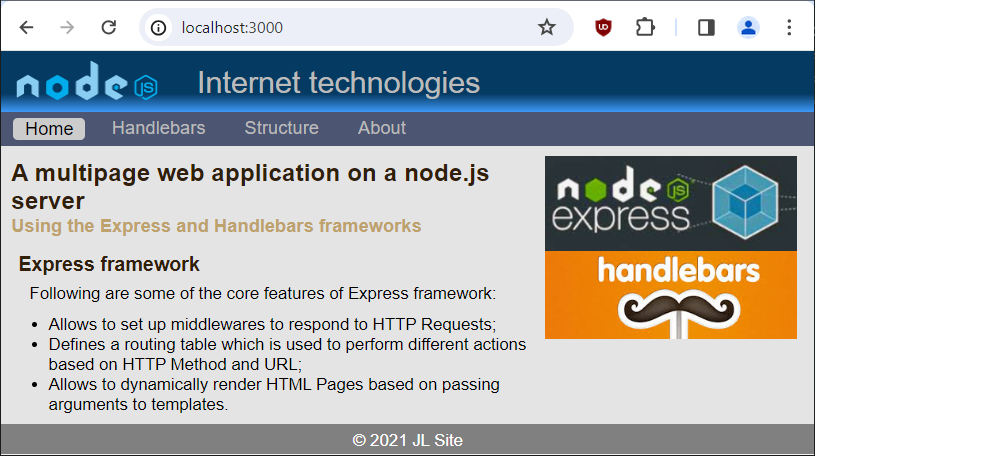 localhost:3000
node JS
Internet technologies
Home Handlebars Structure About
A multipage web application on a node.js
server
Using the Express and Handlebars frameworks
Express framework
Following are some of the core features of Express framework:
• Allows to set up middlewares to respond to HTTP Requests;
• Defines a routing table which is used to perform different actions
based on HTTP Method and URL;
• Allows to dynamically render HTML Pages based on passing
arguments to templates.
node JS
express
handlebars
© 2021 JL Site